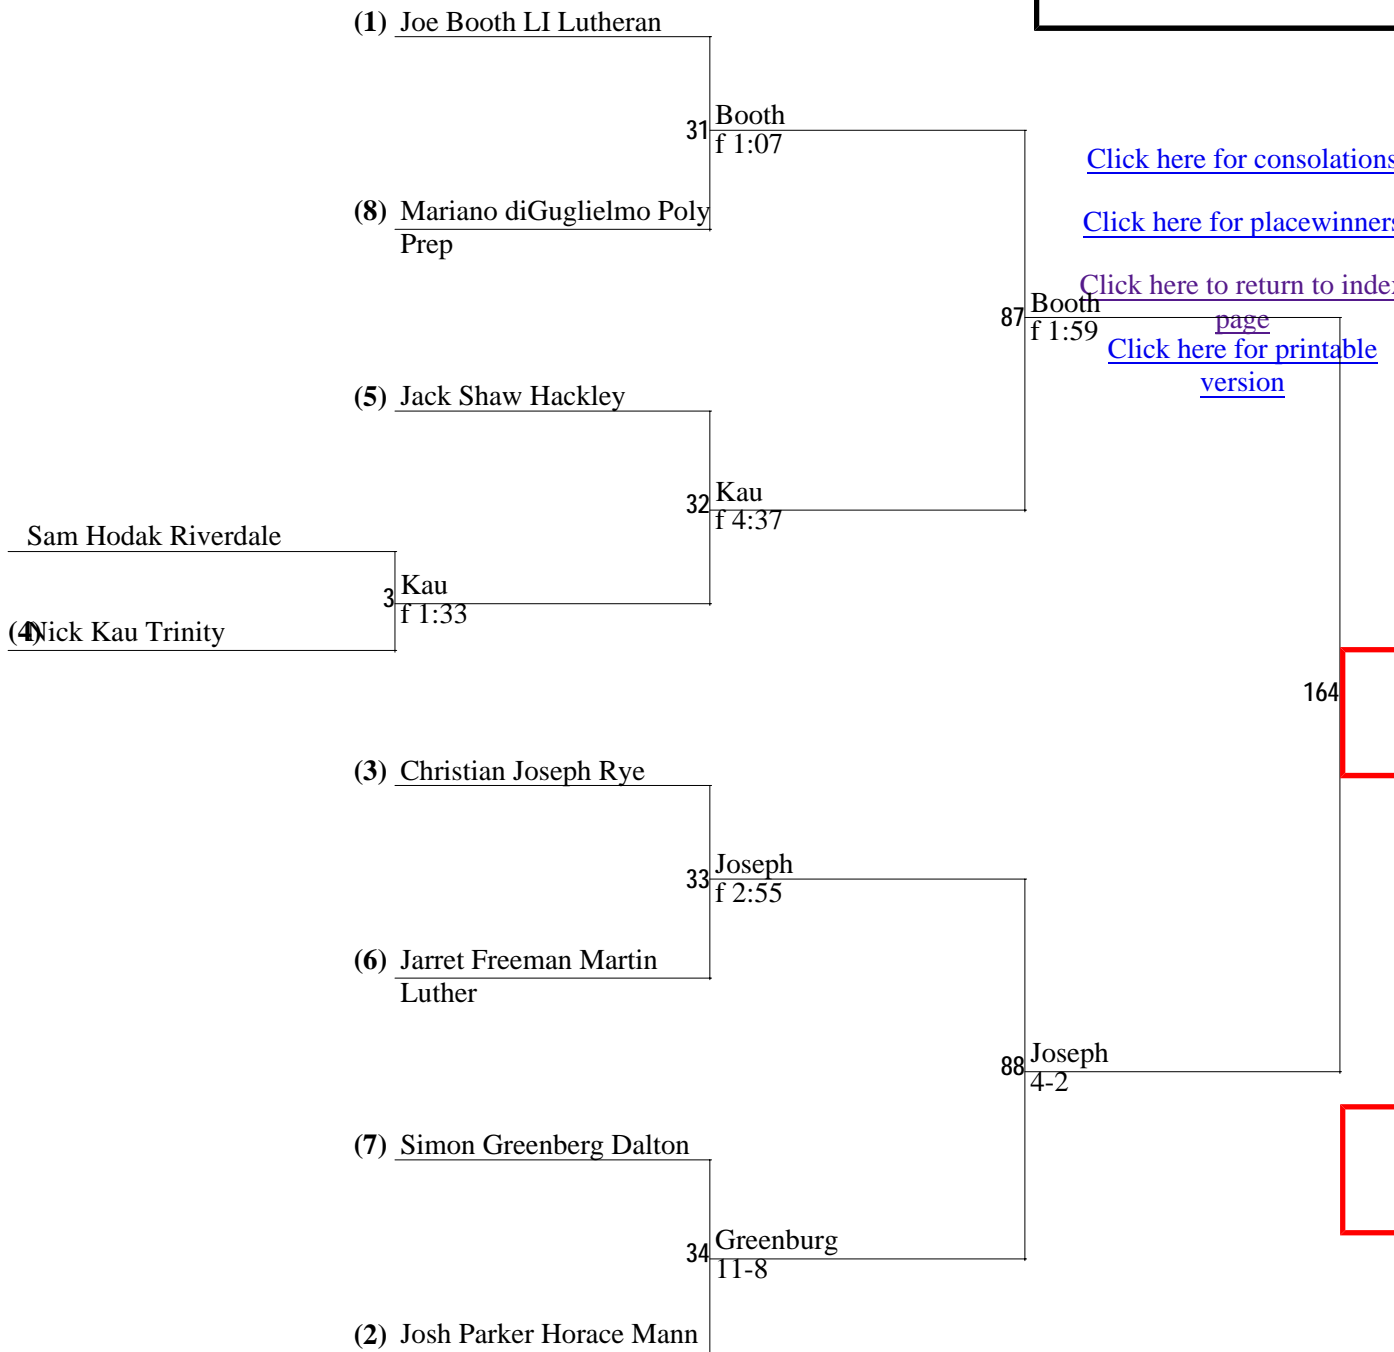 (1) Joe Booth LI Lutheran
31 Booth
f 1:07
Click here for consolations
(8) Mariano diGuglielmo Poly
Prep
Click here for placewinners
Click here to return to index
page
87 Booth
f 1:59
Click here for printable
version
(5) Jack Shaw Hackley
32 Kau
f 4:37
Sam Hodak Riverdale
3 Kau
f 1:33
(4) Nick Kau Trinity
164
(3) Christian Joseph Rye
33 Joseph
f 2:55
(6) Jarret Freeman Martin
Luther
88 Joseph
4-2
(7) Simon Greenberg Dalton
34 Greenburg
11-8
(2) Josh Parker Horace Mann